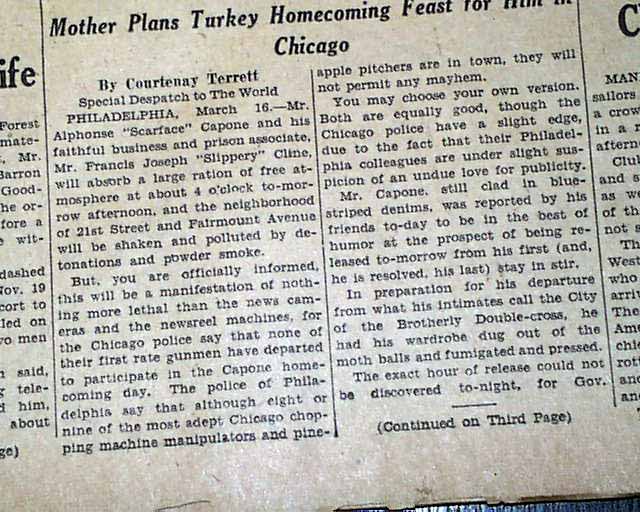 Mother Plans Turkey Homecoming Feast for Him in
Chicago
By Courtenay Terrett
Special Despatch to The World
PHILADELPHIA, March 16.—Mr.
Alphonse "Scarface" Capone and his
faithful business and prison associate,
Mr. Francis Joseph "Slippery" Cline,
will absorb a large ration of free at-
mosphere at about 4 o'clock to-mor-
row afternoon, and the neighborhood
of 21st Street and Fairmount Avenue
will be shaken and polluted by de-
tonations and powder smoke.
But, you are officially informed,
this will be a manifestation of noth-
ing more lethal than the news cam-
eras and the newsreel machines, for
the Chicago police say that none of
their first rate gunmen have departed
to participate in the Capone home-
coming day. The police of Phila-
delphia say that although eight or
nine of the most adept Chicago chop-
ping machine manipulators and pine-
apple pitchers are in town, they will
not permit any mayhem.
You may choose your own version.
Both are equally good, though the
Chicago police have a slight edge,
due to the fact that their Philadel-
phia colleagues are under slight sus-
picion of an undue love for publicity.
Mr. Capone, still clad in blue-
striped denims, was reported by his
friends to-day to be in the best of
humor at the prospect of being re-
leased to-morrow from his first (and,
he is resolved, his last) stay in stir.
In preparation for his departure
from what his intimates call the City
of the Brotherly Double-cross, he
had his wardrobe dug out of the
moth balls and fumigated and pressed.
The exact hour of release could not
be discovered to-night, for Gov.
(Continued on Third Page)
ife
Forest
mate-
, Mr.
Barron
Good-
he or-
fore a
wit-
dashed
Nov. 19
cort to
led on
wo men
said,
tele-
d him,
about
ge)
C
MAN
sailors
a crow
in a
afterno
Clu
and s
as we
of th
not s
Th
West
who
arri
The
Ame
chie
rott
an
an